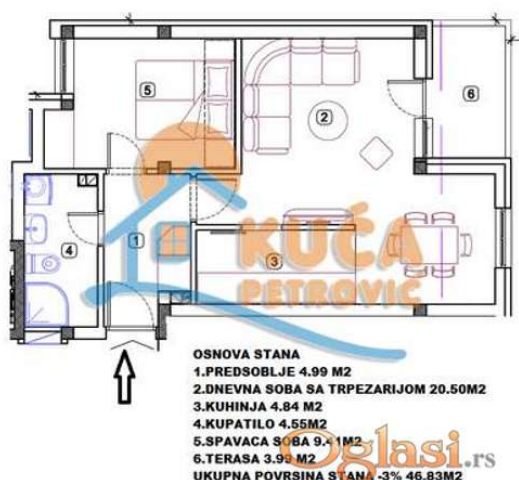 5
2
6
1
4
3
KUĆA
PETROVIĆ
OSNOVA STANA
1.PREDSOBLJE 4.99 M2
2.DNEVNA SOBA SA TRPEZARIJOM 20.50M2
3.KUHINJA 4.84 M2
4.KUPATILO 4.55M2
5.SPAVACA SOBA 9.41M2
6.TERASA 3.99 M2
Oglasi.rs
UKUPNA POVRSINA STANA -3% 46.83M2